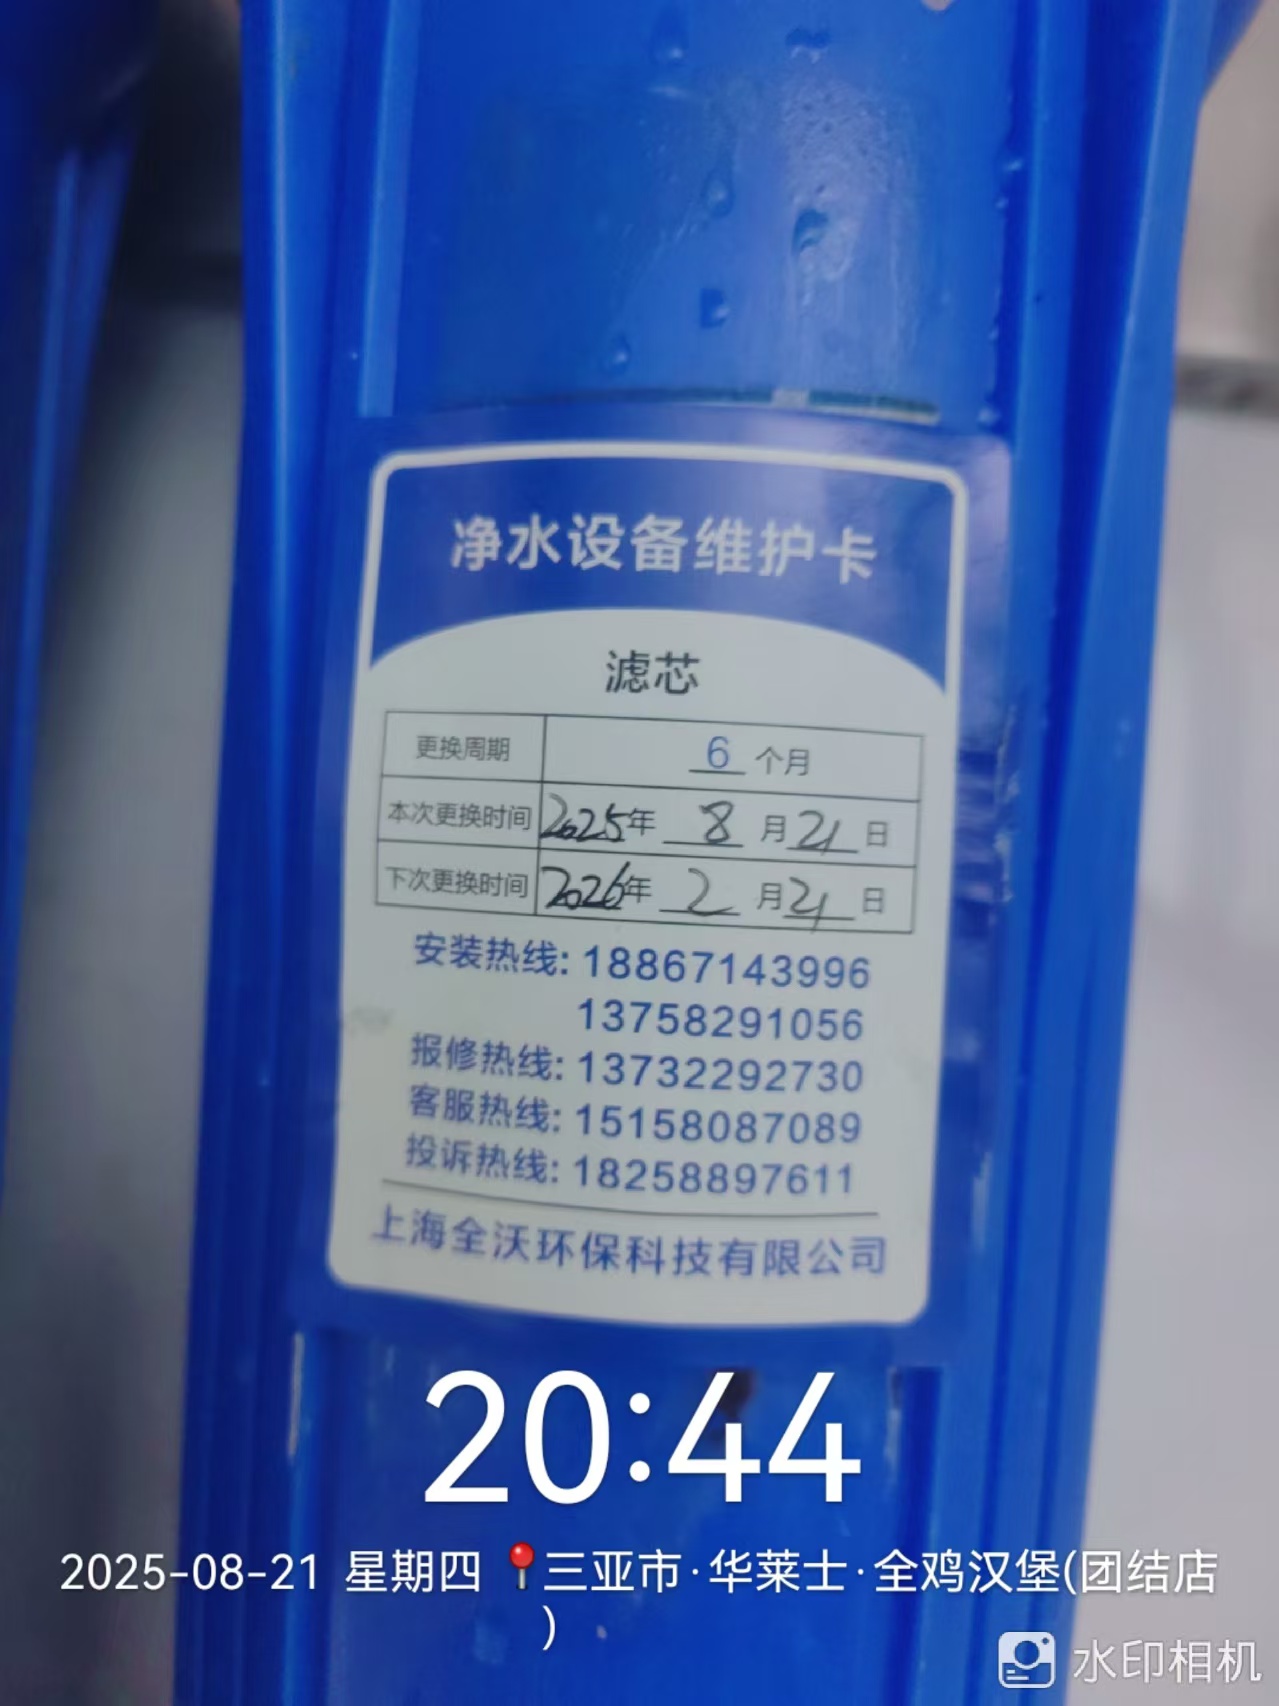 净水设备维护卡
滤芯
更换周期 6 个月
本次更换时间 2025年 8 月 21 日
下次更换时间 2026年 2 月 21 日
安装热线: 18867143996
13758291056
报修热线: 13732292730
客服热线: 15158087089
投诉热线: 18258897611
上海全沃环保科技有限公司
20:44
2025-08-21 星期四 📍三亚市·华莱士·全鸡汉堡(团结店
)
水印相机